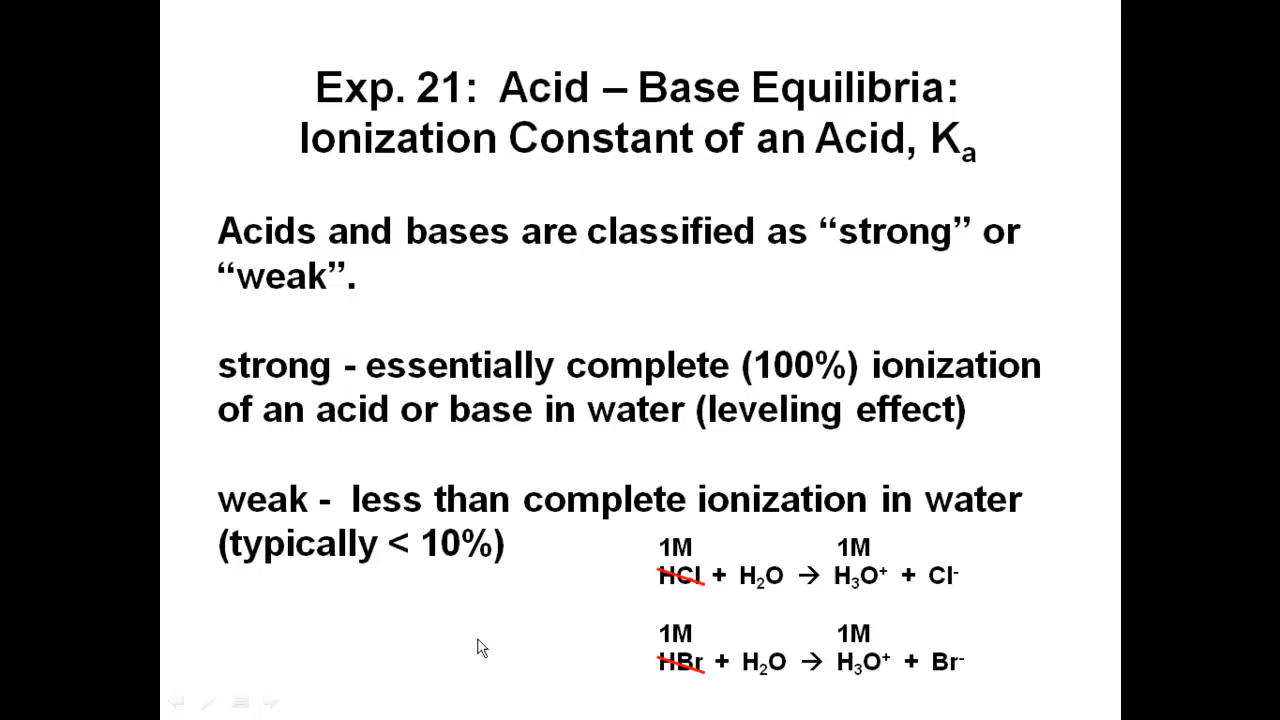 Exp. 21:  Acid – Base Equilibria:
Ionization Constant of an Acid, Kₐ
Acids and bases are classified as “strong” or
“weak”.
strong - essentially complete (100%) ionization
of an acid or base in water (leveling effect)
weak -  less than complete ionization in water
(typically < 10%)
1M 1M
HCl + H₂O → H₃O⁺ + Cl⁻
1M 1M
HBr + H₂O → H₃O⁺ + Br⁻